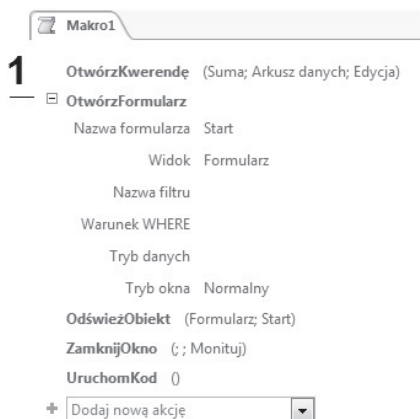 Makro1
1
OtwórzKwerendę (Suma; Arkusz danych; Edycja)
OtwórzFormularz
Nazwa formularza Start
Widok Formularz
Nazwa filtru
Warunek WHERE
Tryb danych
Tryb okna Normalny
OdświeżObiekt (Formularz; Start)
ZamknijOkno (; ; Monituj)
UruchomKod ()
Dodaj nową akcję